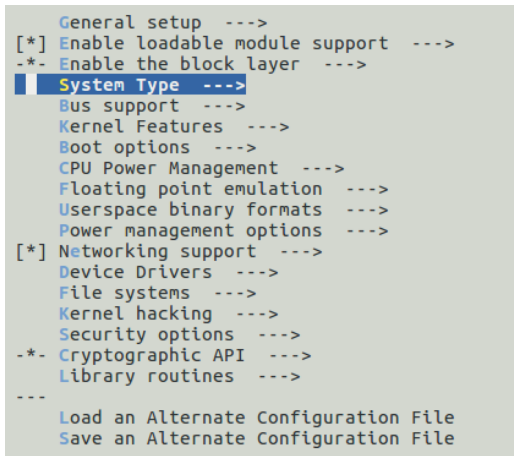 General setup  --->
[*] Enable loadable module support  --->
-*- Enable the block layer  --->
System Type  --->
Bus support  --->
Kernel Features  --->
Boot options  --->
CPU Power Management  --->
Floating point emulation  --->
Userspace binary formats  --->
Power management options  --->
[*] Networking support  --->
Device Drivers  --->
File systems  --->
Kernel hacking  --->
Security options  --->
-*- Cryptographic API  --->
Library routines  --->
---
Load an Alternate Configuration File
Save an Alternate Configuration File